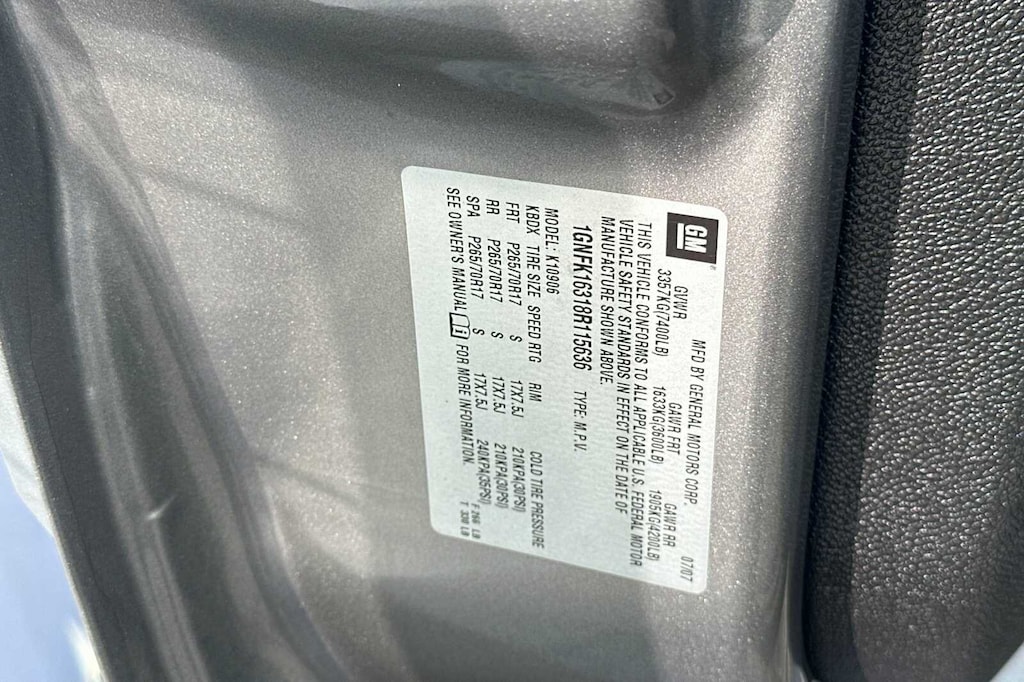 GM
MFD BY GENERAL MOTORS CORP. 07/07
GVWR GAWR FRT GAWR RR
3357KG(7400LB) 1633KG(3600LB) 1905KG(4200LB)
THIS VEHICLE CONFORMS TO ALL APPLICABLE U.S. FEDERAL MOTOR
VEHICLE SAFETY STANDARDS IN EFFECT ON THE DATE OF
MANUFACTURE SHOWN ABOVE.
1GNFK16318R115636 TYPE: M.P.V.
MODEL: K10906
KBDX TIRE SIZE SPEED RTG RIM COLD TIRE PRESSURE
FRT P265/70R17 S 17X7.5J 210KPA(30PSI)
RR P265/70R17 S 17X7.5J 210KPA(30PSI)
SPA P265/70R17 S 17X7.5J 240KPA(35PSI) F 266 LB
SEE OWNER'S MANUAL i FOR MORE INFORMATION. T 338 LB